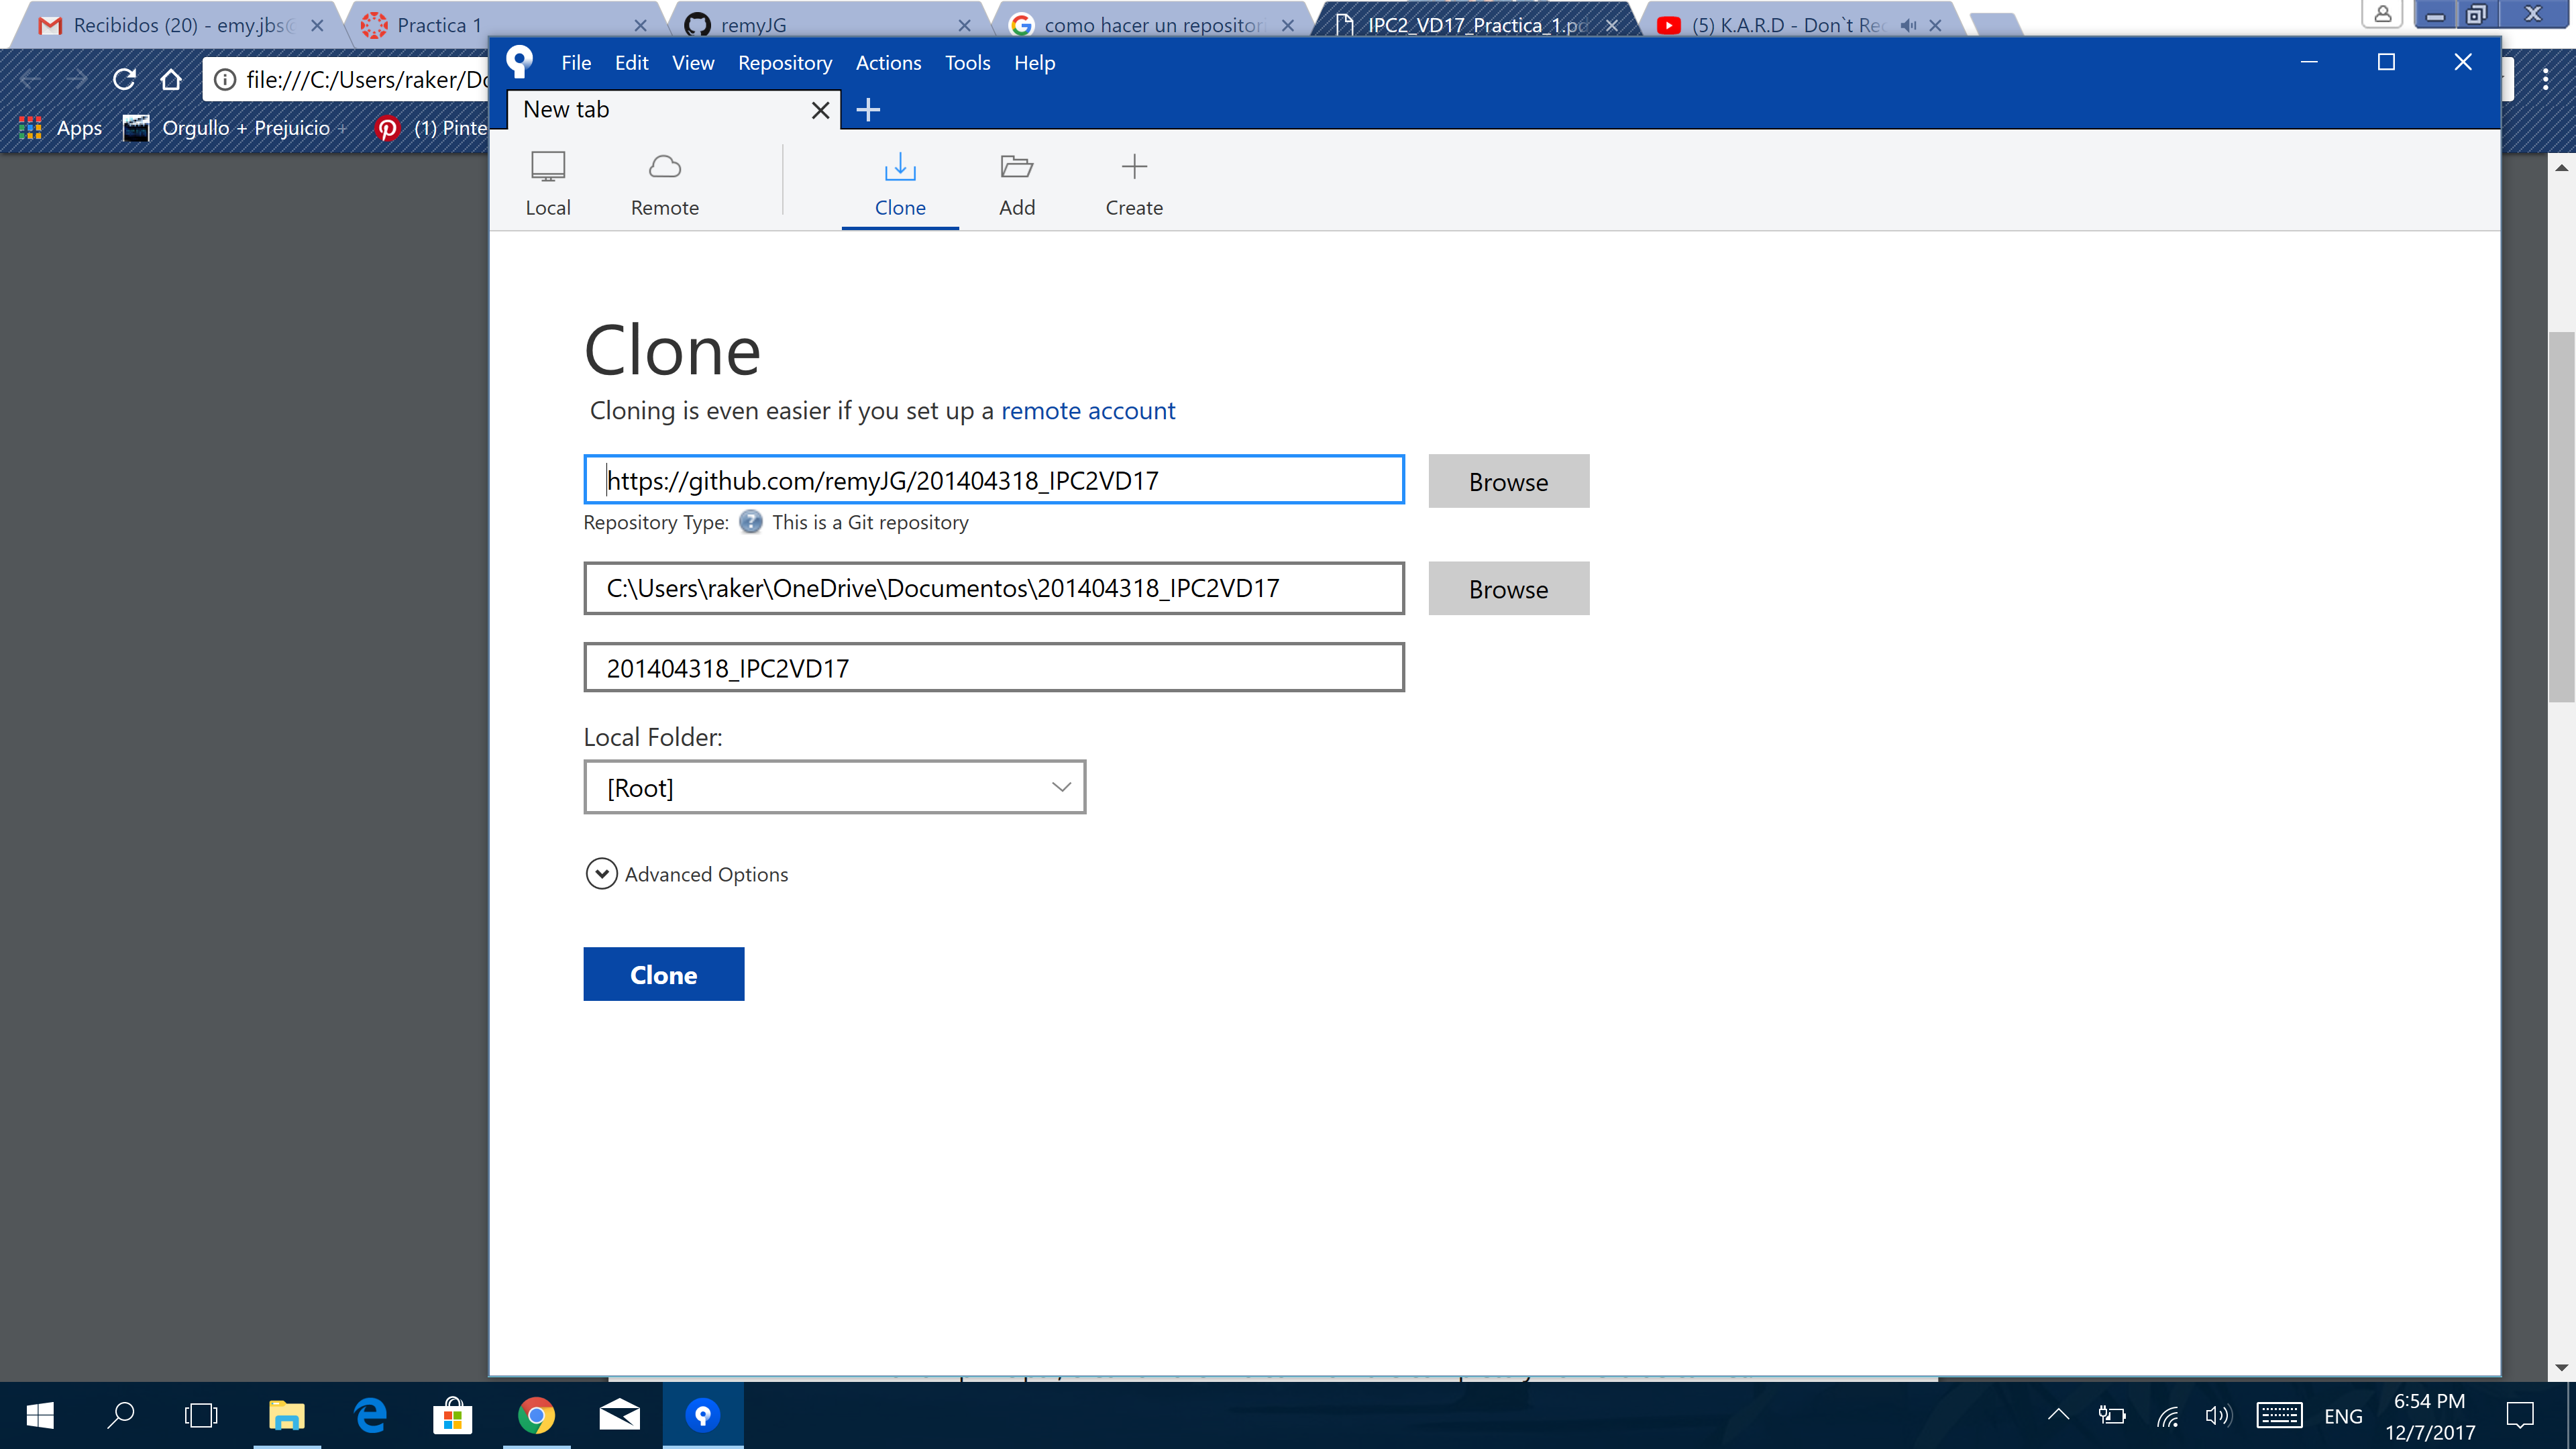 Recibidos (20) - emy.jbs@
Practica 1
remyJG
como hacer un repositori
IPC2_VD17_Practica_1.pd
(5) K.A.R.D - Don`t Rec
file:///C:/Users/raker/Do
Apps
Orgullo + Prejuicio +
(1) Pinte
File Edit View Repository Actions Tools Help
New tab
Local
Remote
Clone
Add
Create
Clone
Cloning is even easier if you set up a remote account
https://github.com/remyJG/201404318_IPC2VD17
Browse
Repository Type: ? This is a Git repository
C:\Users\raker\OneDrive\Documentos\201404318_IPC2VD17
Browse
201404318_IPC2VD17
Local Folder:
[Root]
Advanced Options
Clone
ENG
6:54 PM
12/7/2017